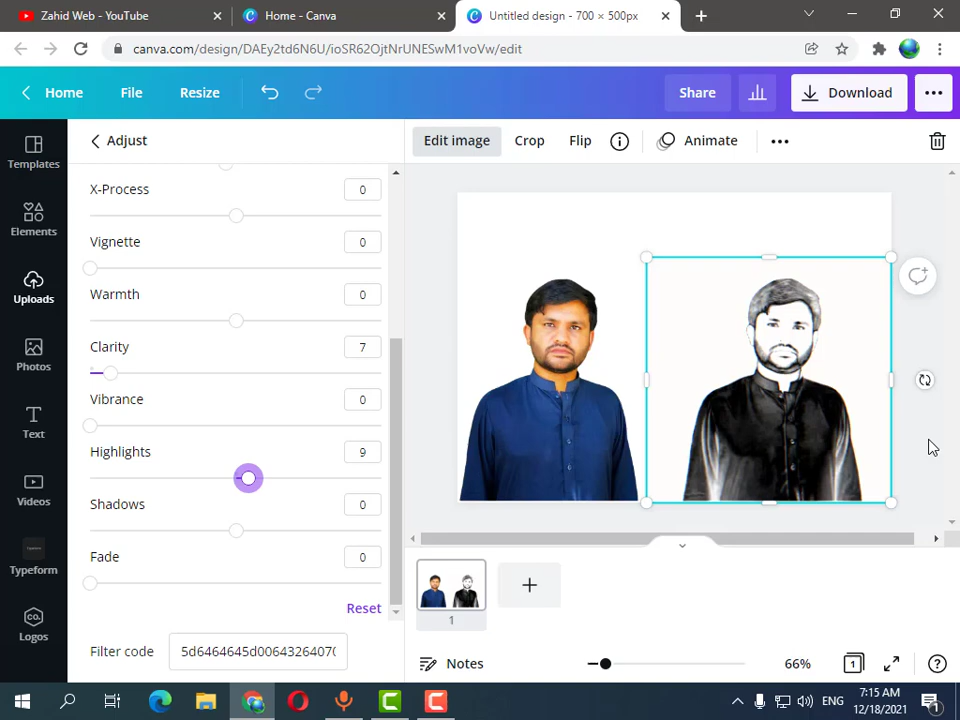 Zahid Web - YouTube
Home - Canva
Untitled design - 700 × 500px
canva.com/design/DAEy2td6N6U/ioSR62OjtNrUNESwM1voVw/edit
Home
File
Resize
Share
Download
Templates
Elements
Uploads
Photos
Text
Videos
Typeform
Logos
Adjust
Edit image
Crop
Flip
Animate
X-Process 0
Vignette 0
Warmth 0
Clarity 7
Vibrance 0
Highlights 9
Shadows 0
Fade 0
Reset
Filter code 5d6464645d00643264070
1
Notes
66%
1
ENG
7:15 AM
12/18/2021
1